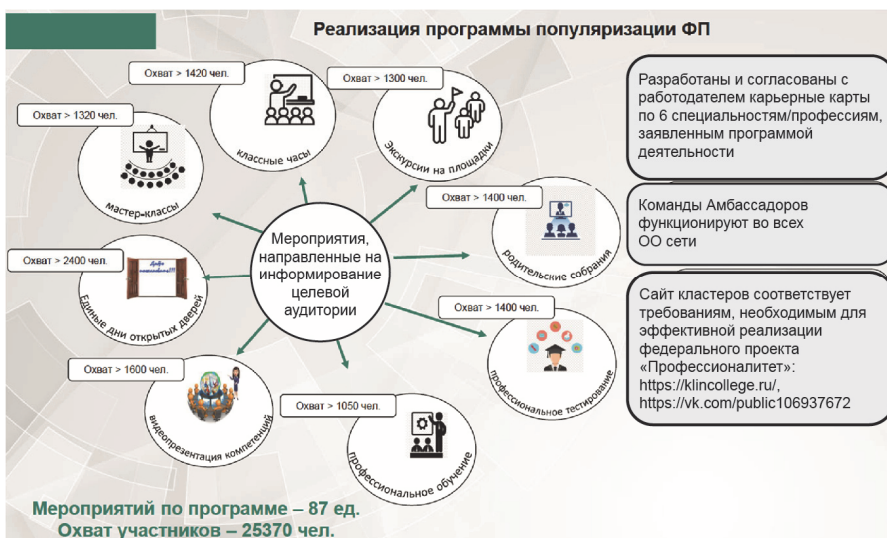 Реализация программы популяризации ФП
Охват > 1420 чел.
классные часы
Охват > 1300 чел.
Экскурсии на площадки
Охват > 1320 чел.
мастер-классы
Охват > 1400 чел.
родительские собрания
Охват > 2400 чел.
Добро пожаловать!!!
Единые дни открытых дверей
Мероприятия,
направленные на
информирование
целевой
аудитории
Охват > 1400 чел.
профессиональное тестирование
Охват > 1600 чел.
видеопрезентация компетенций
Охват > 1050 чел.
профессиональное обучение
Разработаны и согласованы с
работодателем карьерные карты
по 6 специальностям/профессиям,
заявленным программой
деятельности
Команды Амбассадоров
функционируют во всех
ОО сети
Сайт кластеров соответствует
требованиям, необходимым для
эффективной реализации
федерального проекта
«Профессионалитет»:
https://klincollege.ru/,
https://vk.com/public106937672
Мероприятий по программе – 87 ед.
Охват участников – 25370 чел.